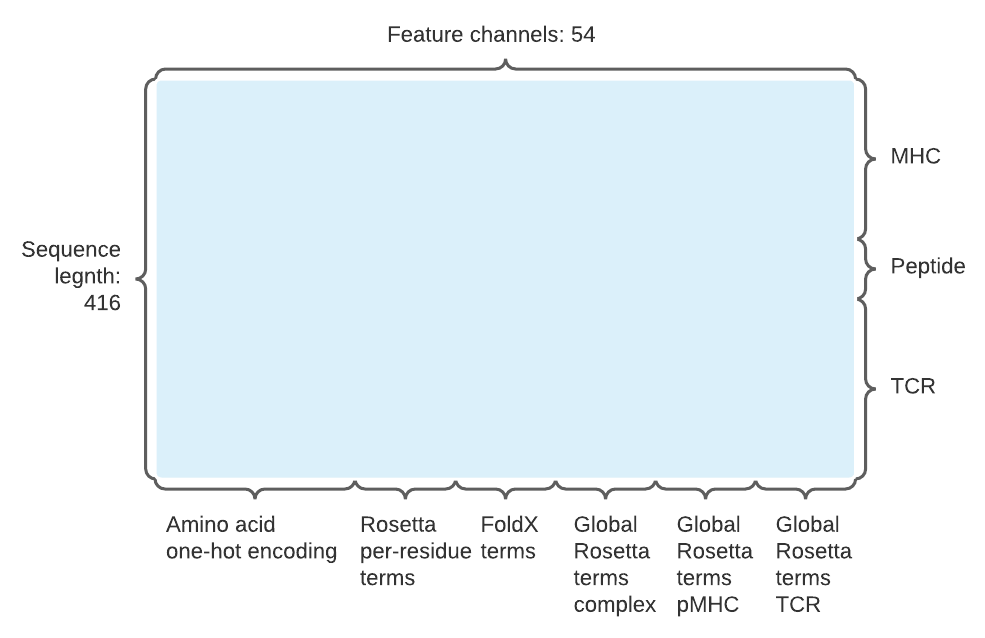 Feature channels: 54
MHC
Sequence
legnth:
416
Peptide
TCR
Amino acid
one-hot encoding
Rosetta
per-residue
terms
FoldX
terms
Global
Rosetta
terms
complex
Global
Rosetta
terms
pMHC
Global
Rosetta
terms
TCR